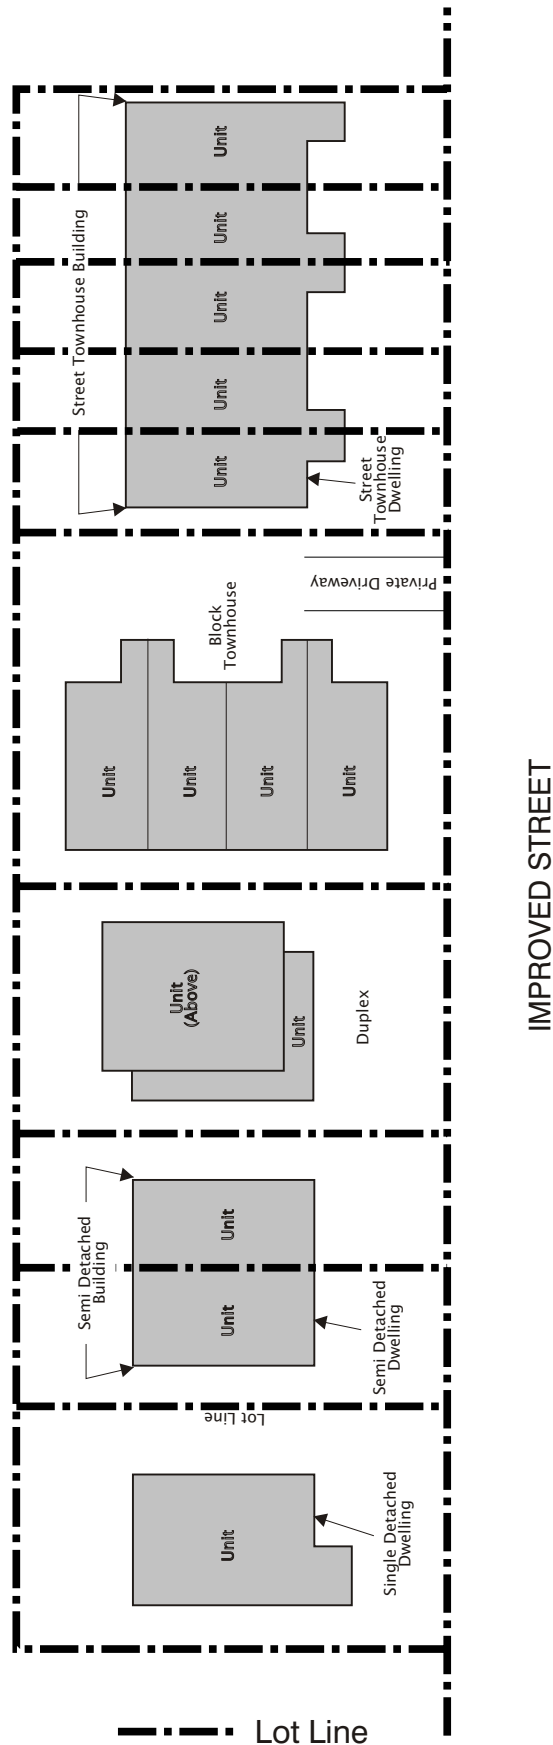 Unit
Unit
Unit
Unit
Unit
Street Townhouse Building
Street
Townhouse
Dwelling
Private Driveway
Block
Townhouse
Unit
Unit
Unit
Unit
Unit
(Above)
Unit
Duplex
Semi Detached
Building
Unit
Unit
Semi Detached
Dwelling
Lot Line
Unit
Single Detached
Dwelling
IMPROVED STREET
Lot Line